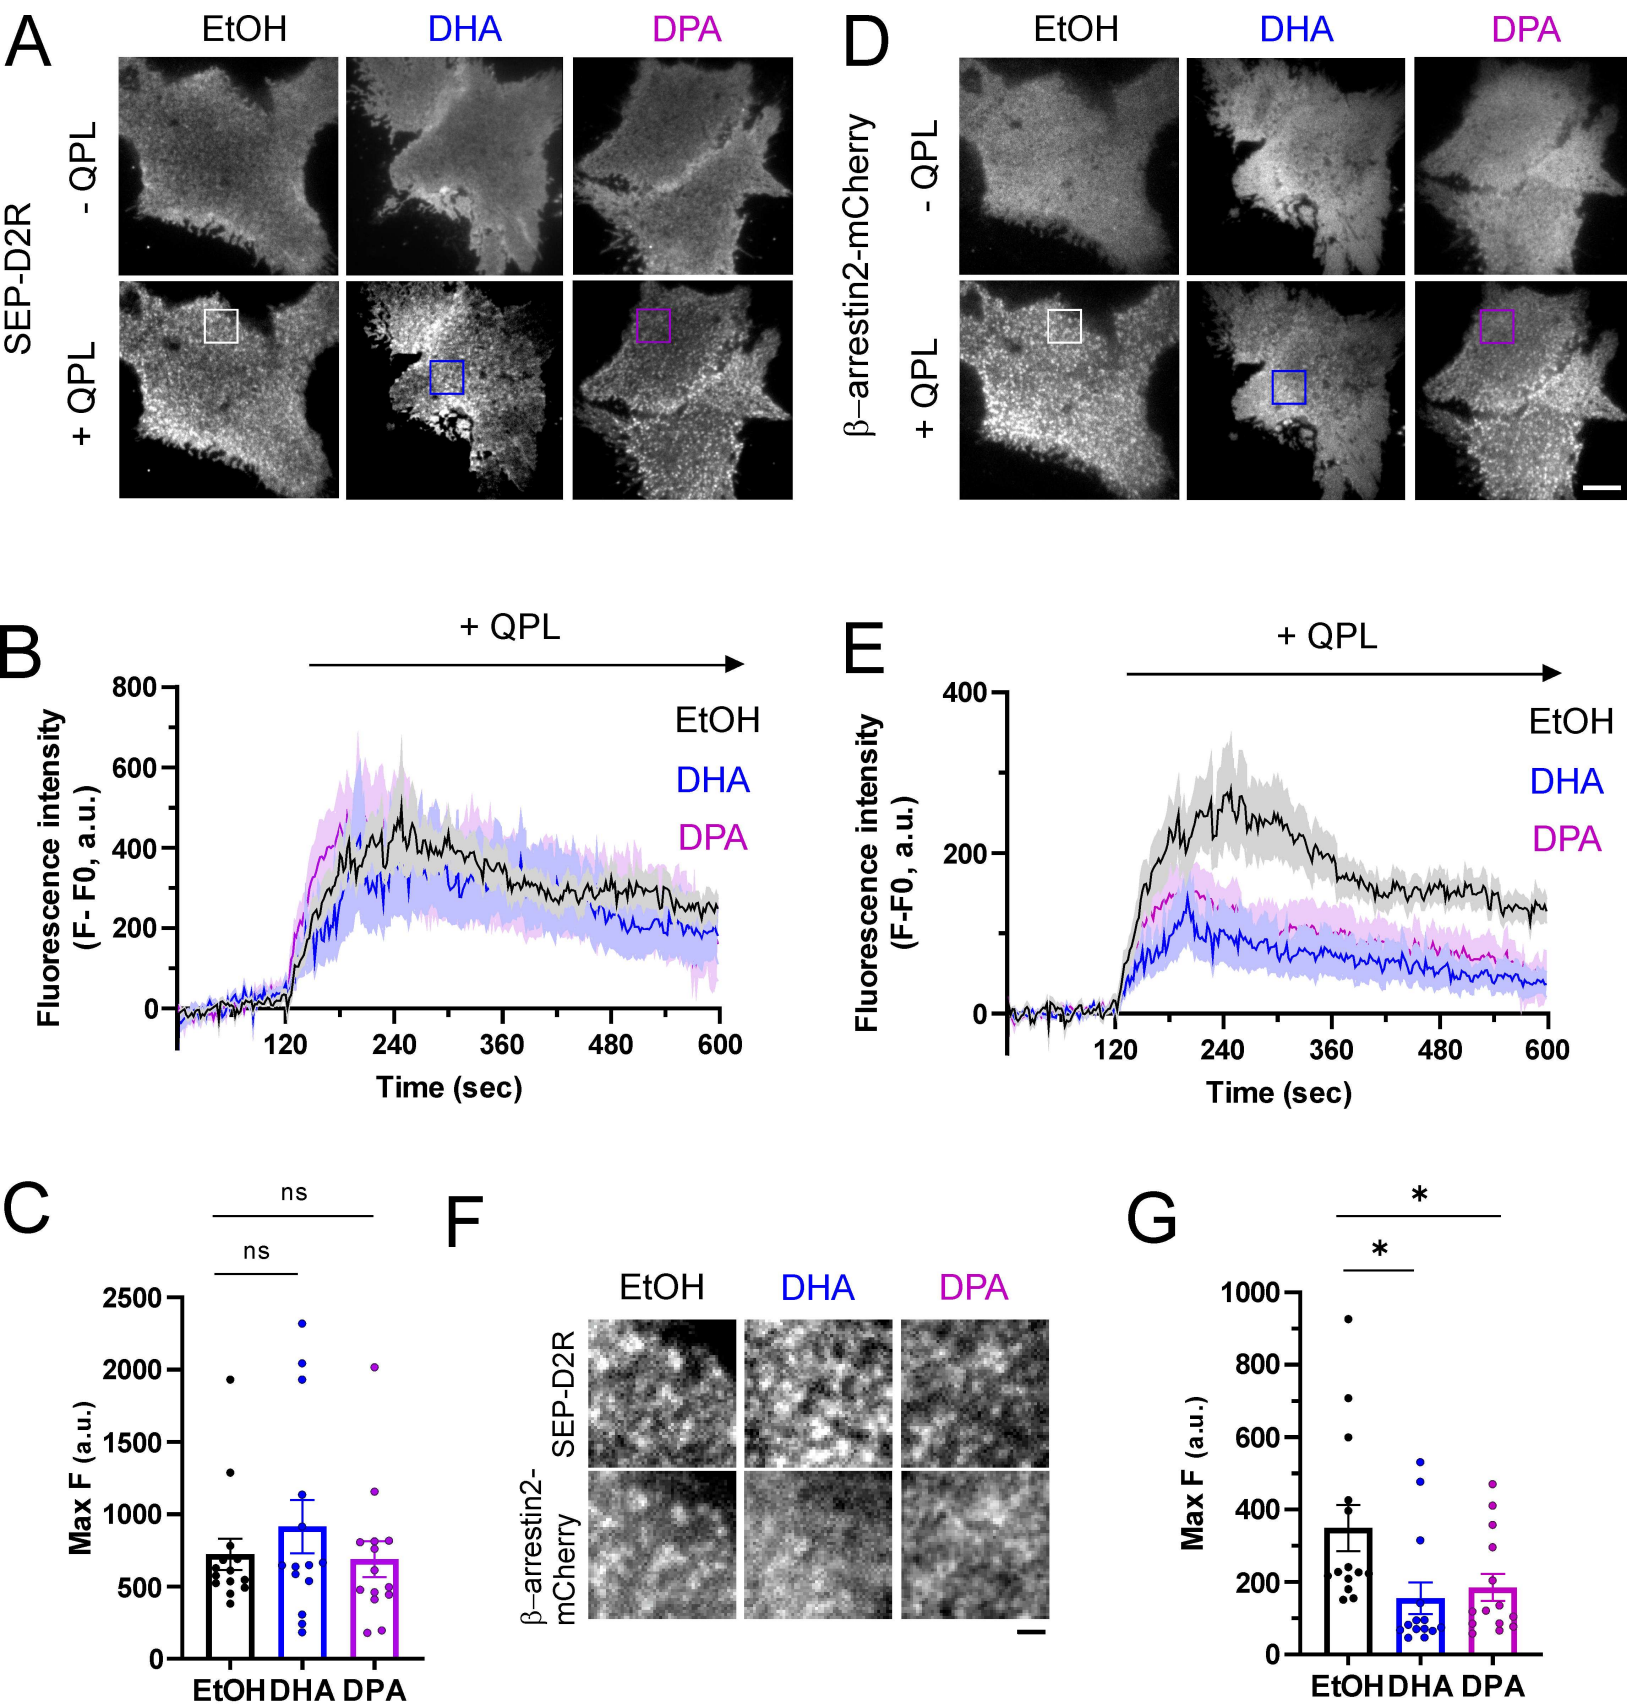 A
EtOH
DHA
DPA
SEP-D2R
- QPL
+ QPL
D
EtOH
DHA
DPA
β–arrestin2-mCherry
- QPL
+ QPL
B
+ QPL
Fluorescence intensity
(F- F0, a.u.)
800
600
400
200
0
120
240
360
480
600
Time (sec)
EtOH
DHA
DPA
E
+ QPL
Fluorescence intensity
(F-F0, a.u.)
400
200
0
120
240
360
480
600
Time (sec)
EtOH
DHA
DPA
C
ns
ns
Max F (a.u.)
2500
2000
1500
1000
500
0
EtOH
DHA
DPA
F
EtOH
DHA
DPA
SEP-D2R
β–arrestin2-
mCherry
G
*
*
Max F (a.u.)
1000
800
600
400
200
0
EtOH
DHA
DPA